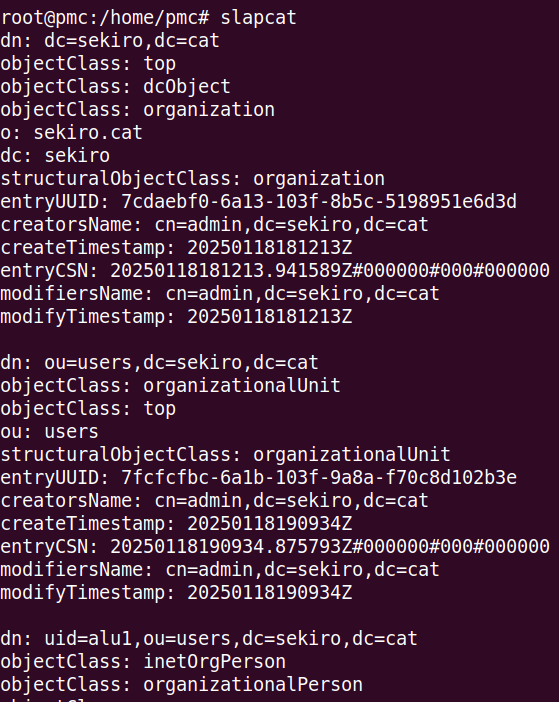 root@pmc:/home/pmc# slapcat
dn: dc=sekiro,dc=cat
objectClass: top
objectClass: dcObject
objectClass: organization
o: sekiro.cat
dc: sekiro
structuralObjectClass: organization
entryUUID: 7cdaebf0-6a13-103f-8b5c-5198951e6d3d
creatorsName: cn=admin,dc=sekiro,dc=cat
createTimestamp: 20250118181213Z
entryCSN: 20250118181213.941589Z#000000#000#000000
modifiersName: cn=admin,dc=sekiro,dc=cat
modifyTimestamp: 20250118181213Z

dn: ou=users,dc=sekiro,dc=cat
objectClass: organizationalUnit
objectClass: top
ou: users
structuralObjectClass: organizationalUnit
entryUUID: 7fcfcfbc-6a1b-103f-9a8a-f70c8d102b3e
creatorsName: cn=admin,dc=sekiro,dc=cat
createTimestamp: 20250118190934Z
entryCSN: 20250118190934.875793Z#000000#000#000000
modifiersName: cn=admin,dc=sekiro,dc=cat
modifyTimestamp: 20250118190934Z

dn: uid=alu1,ou=users,dc=sekiro,dc=cat
objectClass: inetOrgPerson
objectClass: organizationalPerson